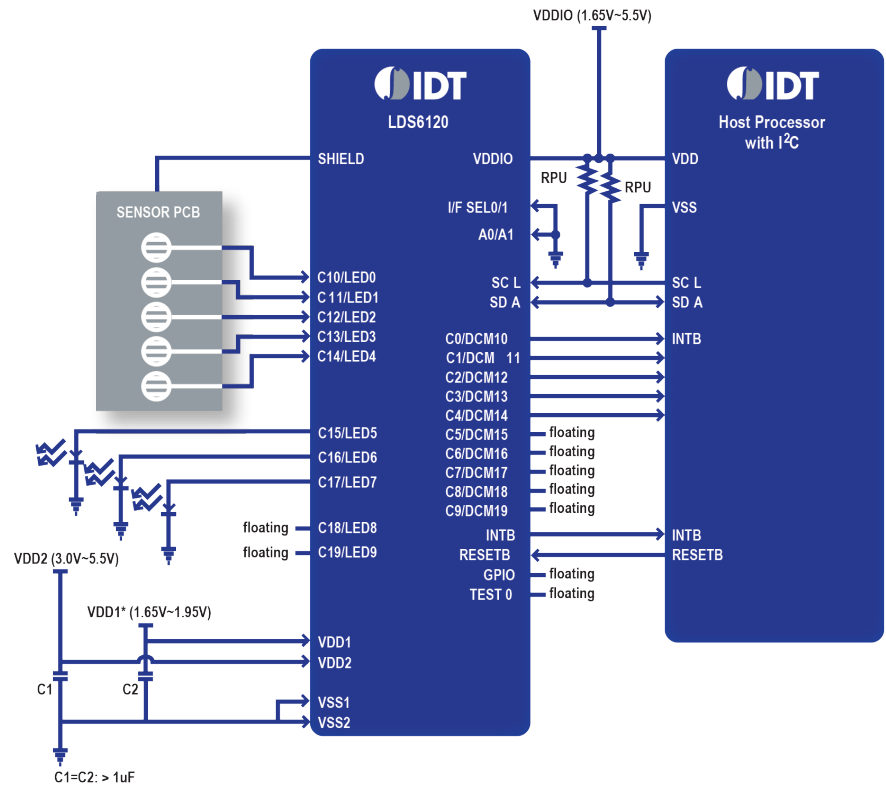 VDDIO (1.65V~5.5V)
IDT
LDS6120
IDT
Host Processor
with I2C
SHIELD
VDDIO
VDD
RPU
RPU
SENSOR PCB
I/F SEL0/1
VSS
A0/A1
C10/LED0
SC L
SC L
C11/LED1
SD A
SD A
C12/LED2
C13/LED3
C0/DCM10
INTB
C14/LED4
C1/DCM 11
C2/DCM12
C3/DCM13
C4/DCM14
C15/LED5
C5/DCM15
floating
C16/LED6
C6/DCM16
floating
C17/LED7
C7/DCM17
floating
C8/DCM18
floating
C9/DCM19
floating
floating
C18/LED8
INTB
INTB
floating
C19/LED9
RESETB
RESETB
VDD2 (3.0V~5.5V)
GPIO
floating
TEST 0
floating
VDD1* (1.65V~1.95V)
VDD1
VDD2
C1
C2
VSS1
VSS2
C1=C2: > 1uF